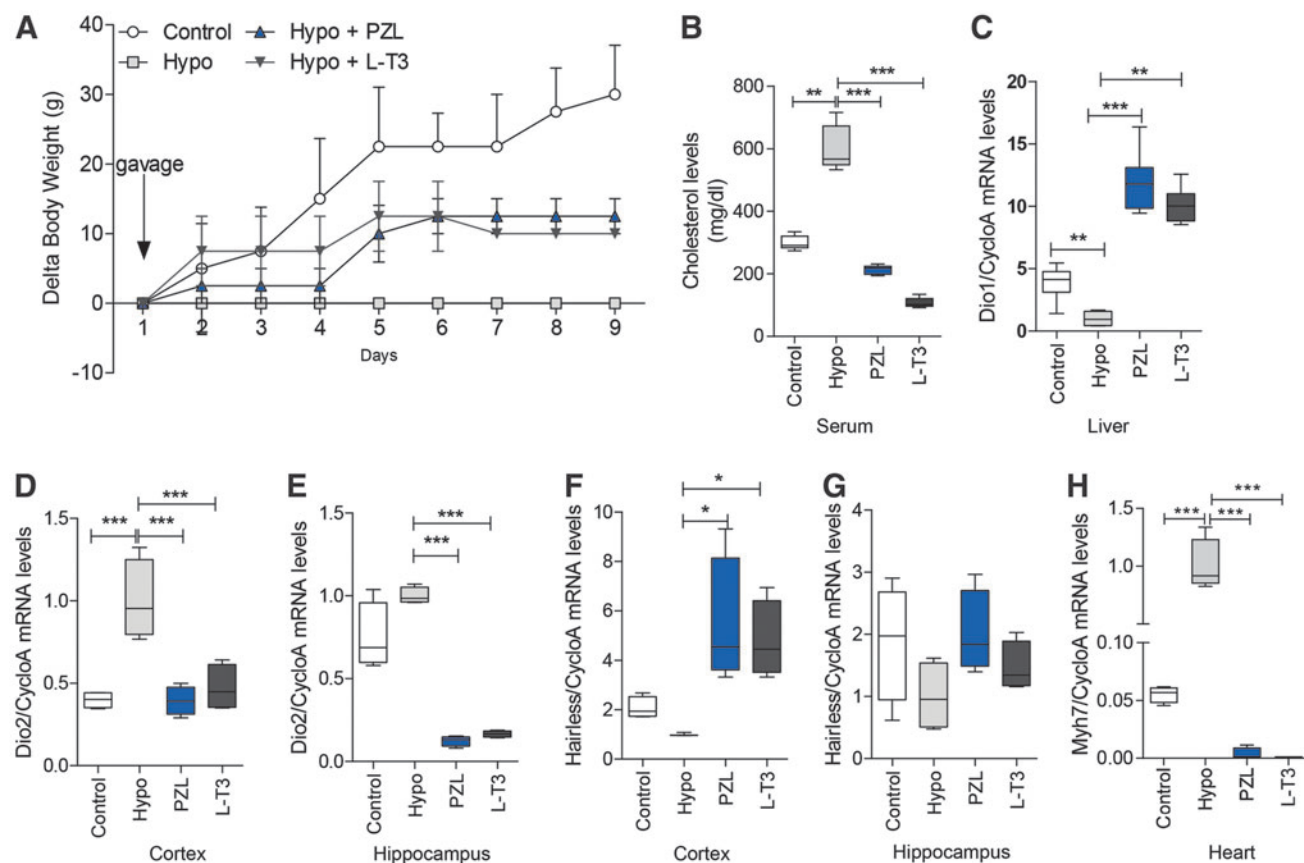 A
Control
Hypo
Hypo + PZL
Hypo + L-T3
Delta Body Weight (g)
40
30
20
10
0
-10
gavage
1 2 3 4 5 6 7 8 9
Days
B
Cholesterol levels
(mg/dl)
800
600
400
200
0
** *** ***
Control Hypo PZL L-T3
Serum
C
Dio1/CycloA mRNA levels
20
15
10
5
0
** *** **
Control Hypo PZL L-T3
Liver
D
Dio2/CycloA mRNA levels
1.5
1.0
0.5
0.0
*** *** ***
Control Hypo PZL L-T3
Cortex
E
Dio2/CycloA mRNA levels
1.5
1.0
0.5
0.0
*** ***
Control Hypo PZL L-T3
Hippocampus
F
Hairless/CycloA mRNA levels
10
8
6
4
2
0
* *
Control Hypo PZL L-T3
Cortex
G
Hairless/CycloA mRNA levels
4
3
2
1
0
Control Hypo PZL L-T3
Hippocampus
H
Myh7/CycloA mRNA levels
1.5
1.0
0.10
0.05
0.00
*** *** ***
Control Hypo PZL L-T3
Heart